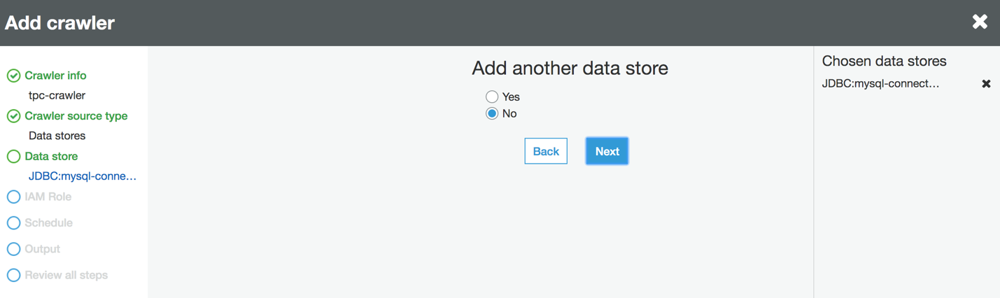 Add crawler
Crawler info
tpc-crawler
Crawler source type
Data stores
Data store
JDBC:mysql-conne...
IAM Role
Schedule
Output
Review all steps
Add another data store
Yes
No
Back Next
Chosen data stores
JDBC:mysql-connect...